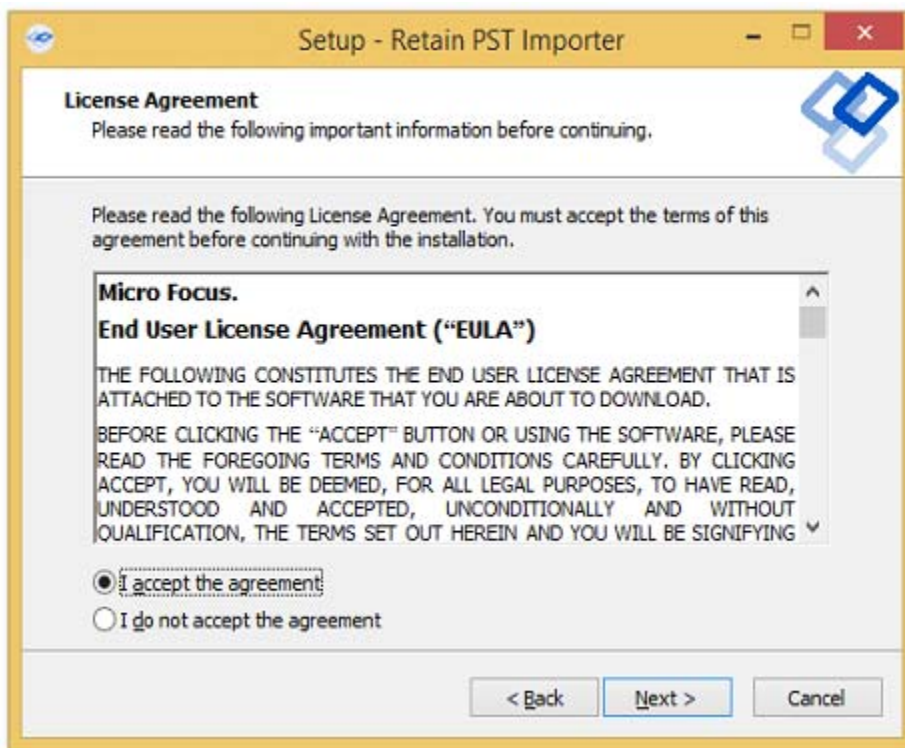 Setup - Retain PST Importer
License Agreement
Please read the following important information before continuing.
Please read the following License Agreement. You must accept the terms of this
agreement before continuing with the installation.
Micro Focus.
End User License Agreement (“EULA”)
THE FOLLOWING CONSTITUTES THE END USER LICENSE AGREEMENT THAT IS
ATTACHED TO THE SOFTWARE THAT YOU ARE ABOUT TO DOWNLOAD.
BEFORE CLICKING THE “ACCEPT” BUTTON OR USING THE SOFTWARE, PLEASE
READ THE FOREGOING TERMS AND CONDITIONS CAREFULLY. BY CLICKING
ACCEPT, YOU WILL BE DEEMED, FOR ALL LEGAL PURPOSES, TO HAVE READ,
UNDERSTOOD AND ACCEPTED, UNCONDITIONALLY AND WITHOUT
QUALIFICATION, THE TERMS SET OUT HEREIN AND YOU WILL BE SIGNIFYING
I accept the agreement
I do not accept the agreement
< Back
Next >
Cancel